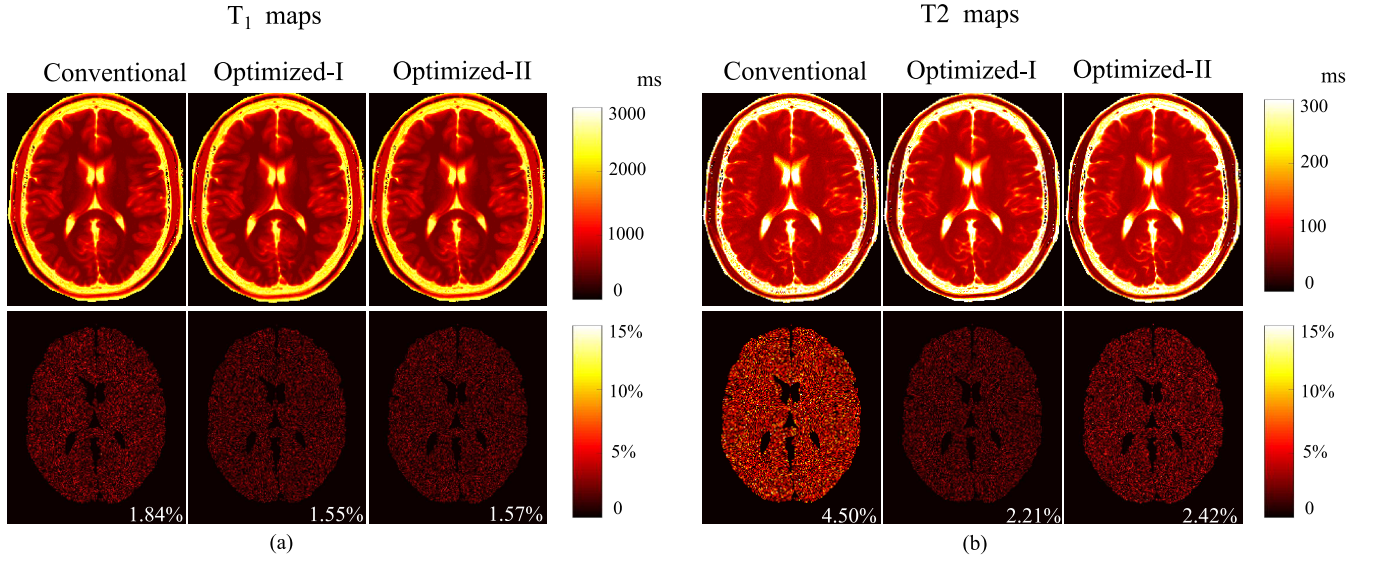 T₁ maps
T2 maps
Conventional Optimized-I Optimized-II ms
Conventional Optimized-I Optimized-II ms
3000
2000
1000
0
300
200
100
0
15%
10%
5%
0
15%
10%
5%
0
1.84% 1.55% 1.57%
4.50% 2.21% 2.42%
(a)
(b)